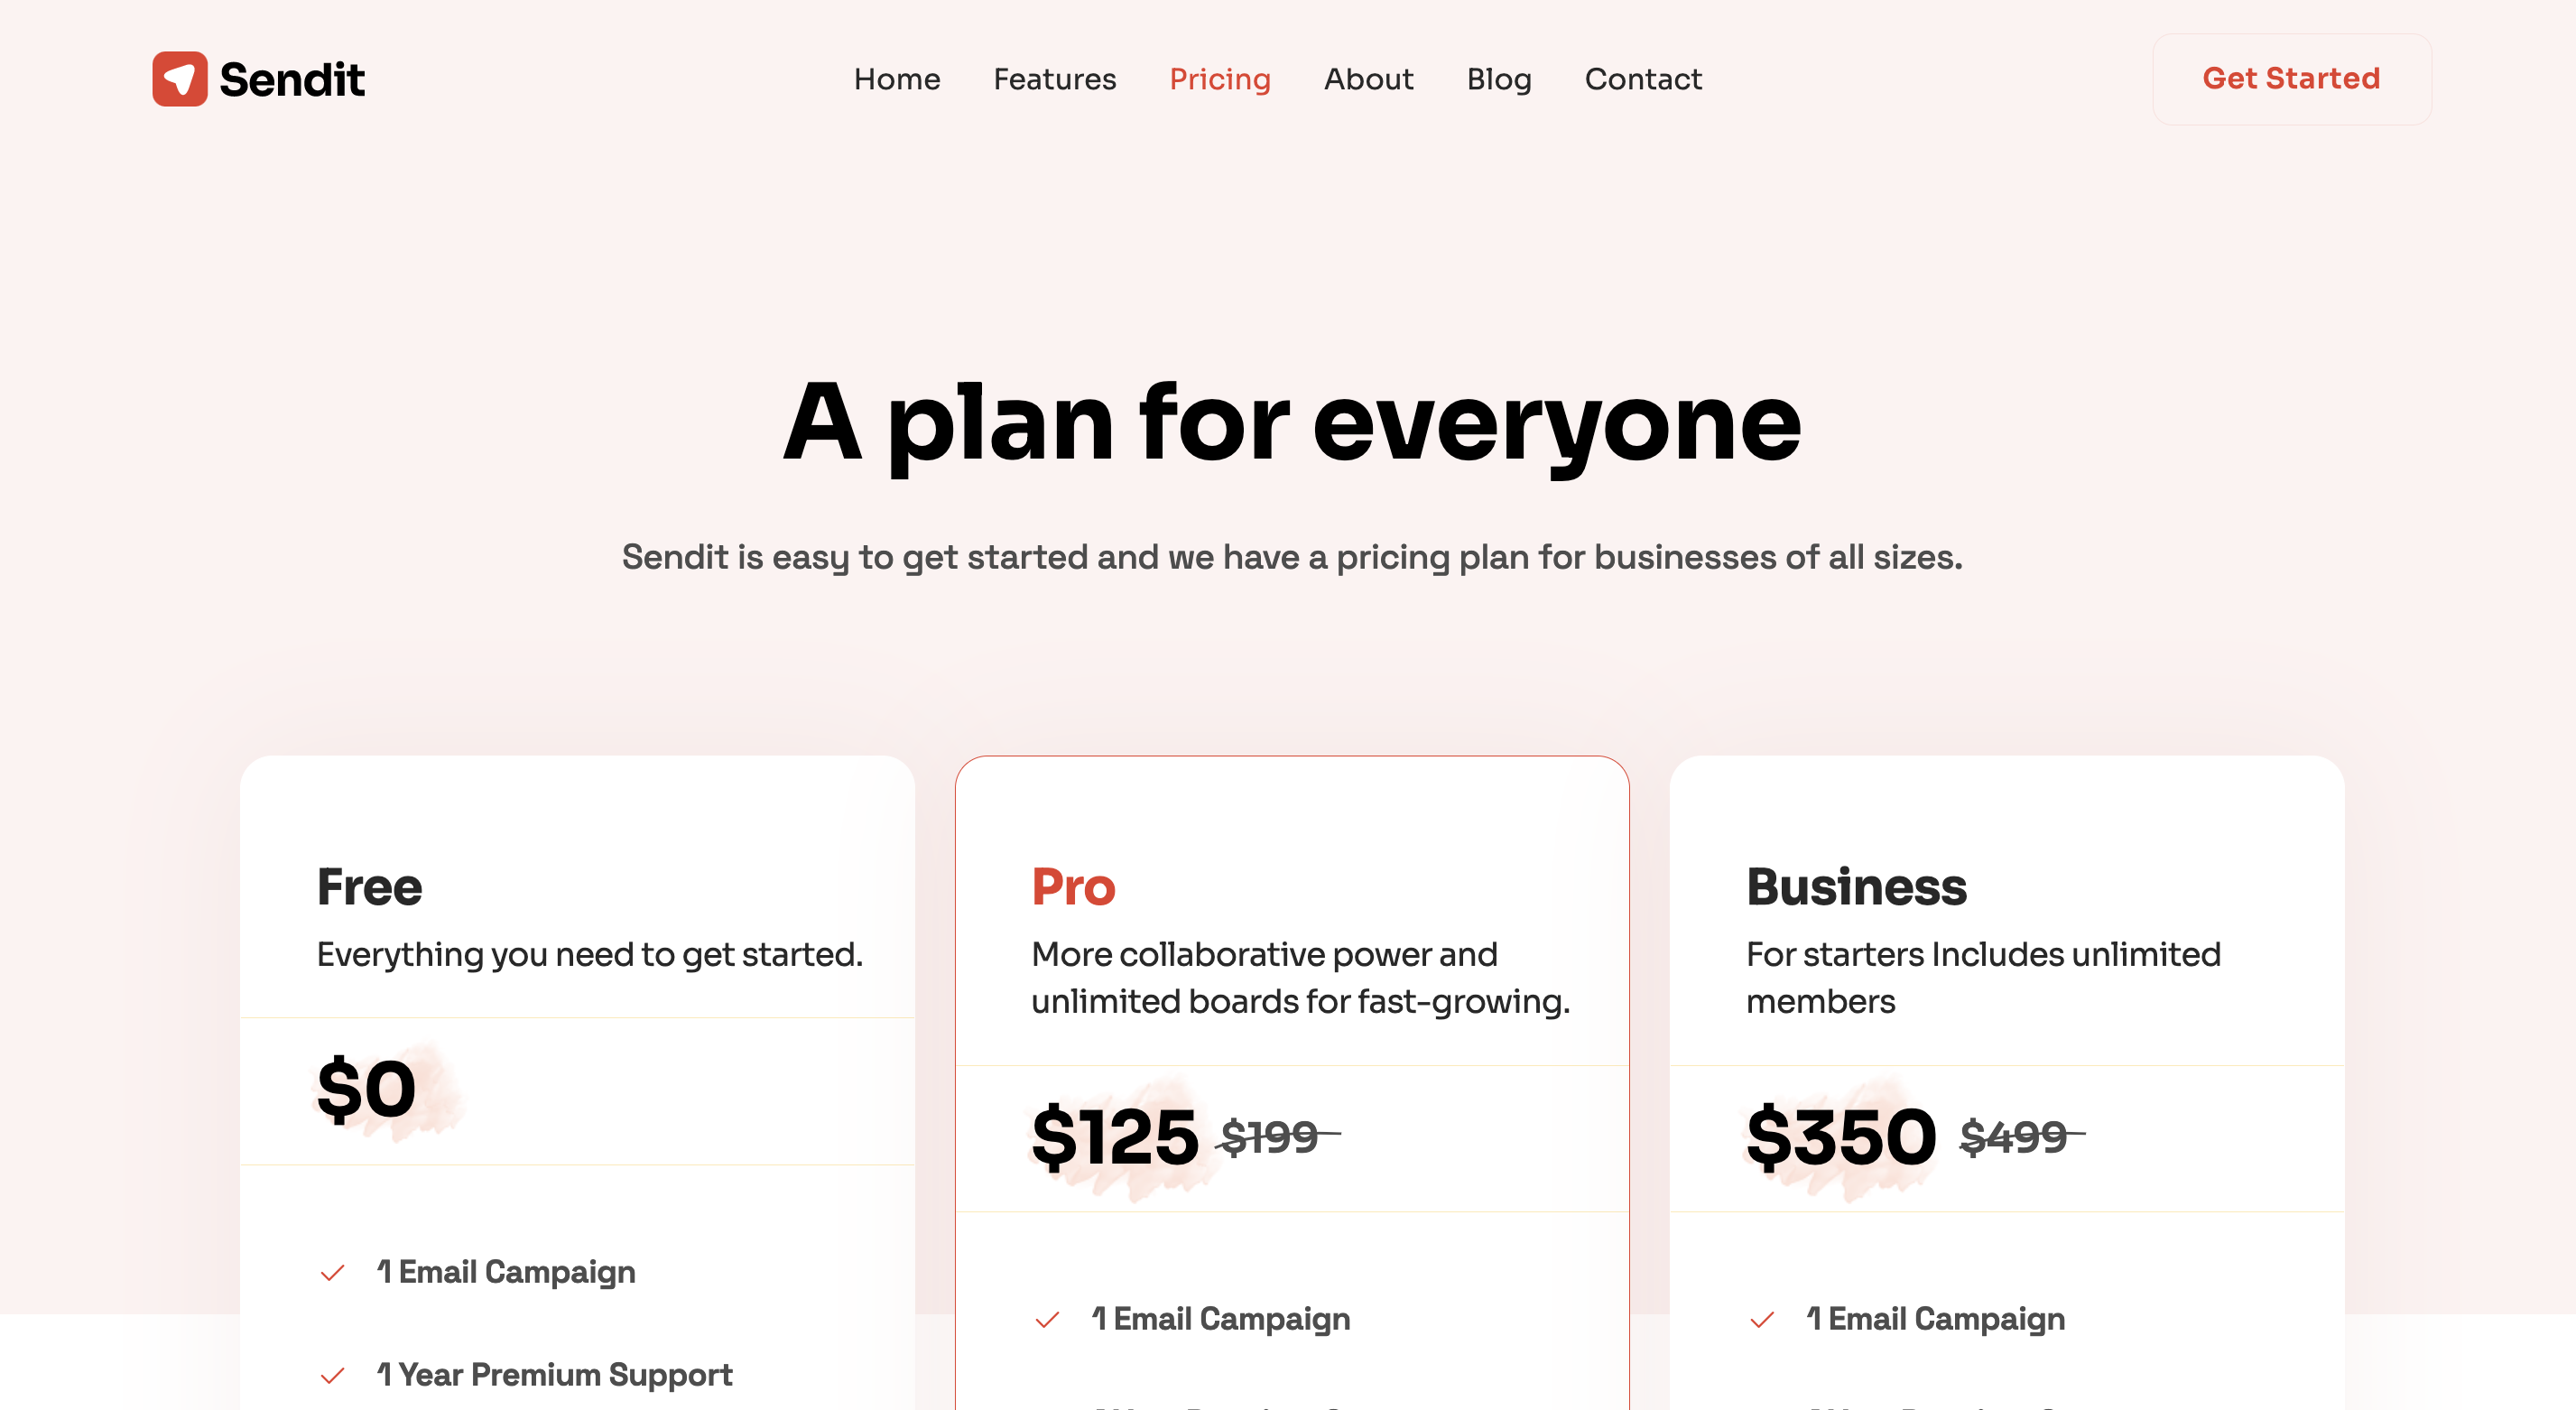 Sendit
Home Features Pricing About Blog Contact
Get Started
A plan for everyone
Sendit is easy to get started and we have a pricing plan for businesses of all sizes.
Free
Everything you need to get started.
$0
1 Email Campaign
1 Year Premium Support
Pro
More collaborative power and
unlimited boards for fast-growing.
$125 $199
1 Email Campaign
Business
For starters Includes unlimited
members
$350 $499
1 Email Campaign